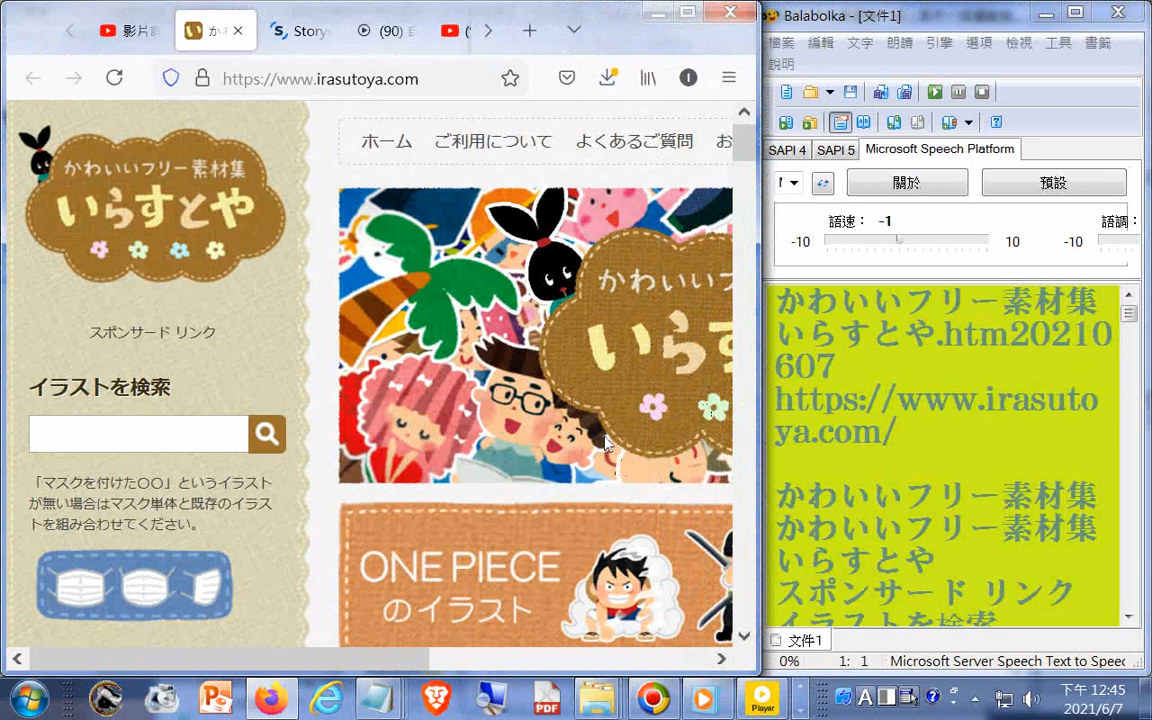 影片
か
Story
(90)
Balabolka - [文件1]
https://www.irasutoya.com
檔案 編輯 文字 朗讀 引擎 選項 檢視 工具 書籤
說明
SAPI 4 SAPI 5 Microsoft Speech Platform
關於 預設
語速： -1 語調：
-10 10 -10
かわいいフリー素材集
いらすとや
ホーム ご利用について よくあるご質問 お
スポンサード リンク
イラストを検索
「マスクを付けた〇〇」というイラスト
が無い場合はマスク単体と既存のイラス
トを組み合わせてください。
かわいいフ
いらす
ONE PIECE
のイラスト
かわいいフリー素材集
いらすとや.htm20210
607
https://www.irasuto
ya.com/
かわいいフリー素材集
かわいいフリー素材集
いらすとや
スポンサード リンク
イラストを検索
文件1
0% 1: 1 Microsoft Server Speech Text to Speec
PDF
Player
A
下午 12:45
2021/6/7